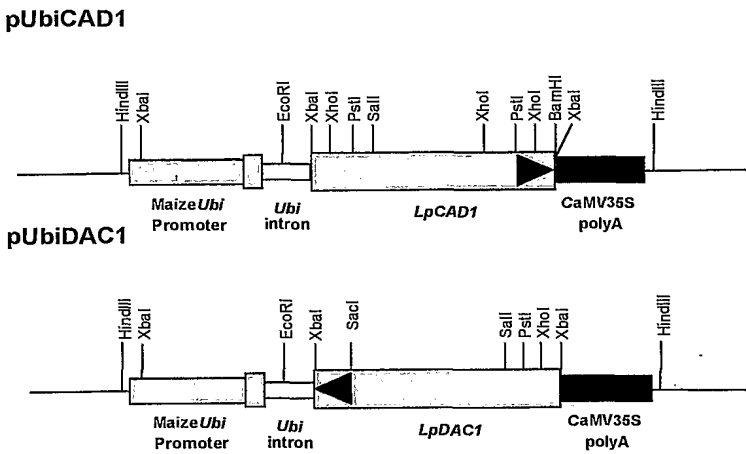 pUbiCAD1
HindIII XbaI EcoRI XbaI XhoI PstI SalI XhoI PstI XhoI BamHI XbaI HindIII
Maize Ubi Promoter
Ubi intron
LpCAD1
CaMV35S polyA
pUbiDAC1
HindIII XbaI EcoRI XbaI SacI SalI PstI XhoI XbaI HindIII
Maize Ubi Promoter
Ubi intron
LpDAC1
CaMV35S polyA